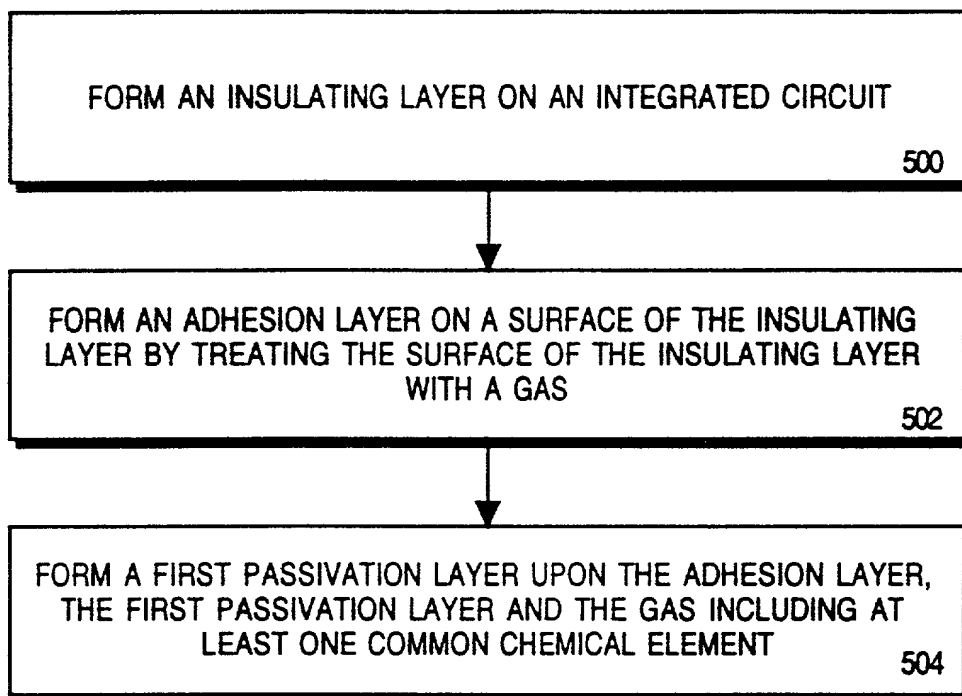 FORM AN INSULATING LAYER ON AN INTEGRATED CIRCUIT
500
FORM AN ADHESION LAYER ON A SURFACE OF THE INSULATING
LAYER BY TREATING THE SURFACE OF THE INSULATING LAYER
WITH A GAS
502
FORM A FIRST PASSIVATION LAYER UPON THE ADHESION LAYER,
THE FIRST PASSIVATION LAYER AND THE GAS INCLUDING AT
LEAST ONE COMMON CHEMICAL ELEMENT
504